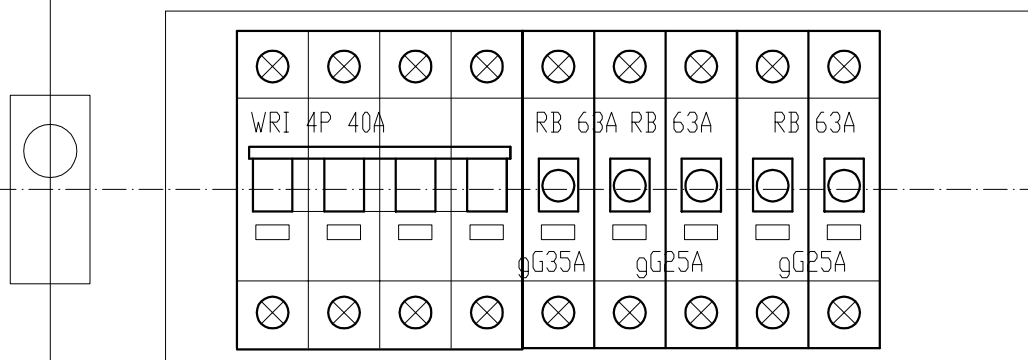 WRI 4P 40A RB 63A RB 63A RB 63A
gG35A gG25A gG25A